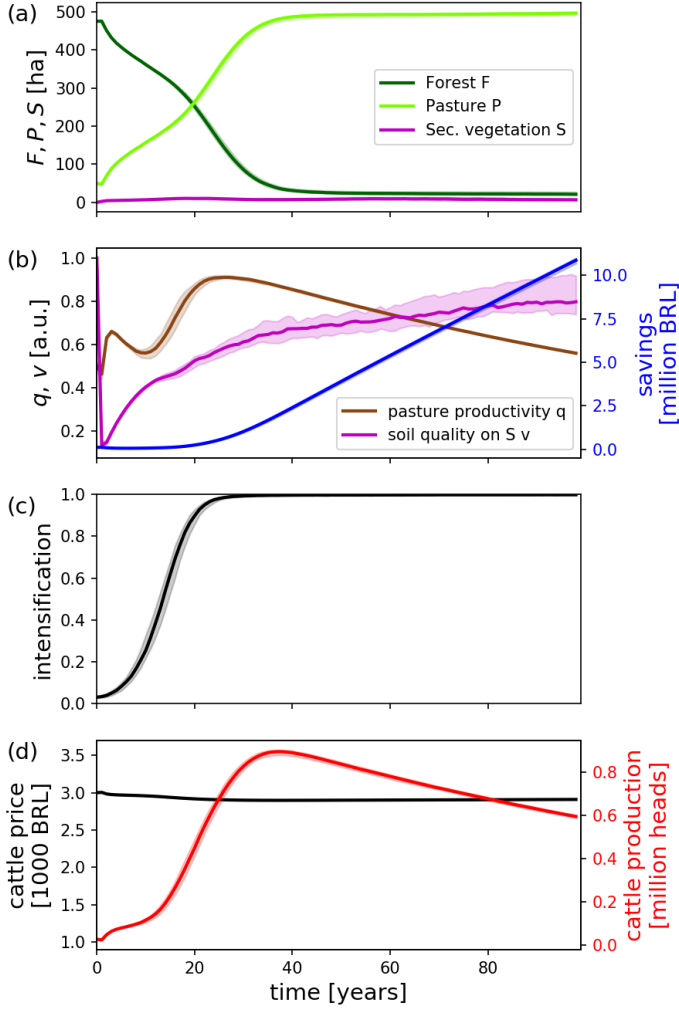 (a)
500
400
300
200
100
0
F, P, S [ha]
Forest F
Pasture P
Sec. vegetation S
(b)
1.0
0.8
0.6
0.4
0.2
q, v [a.u.]
pasture productivity q
soil quality on S v
10.0
7.5
5.0
2.5
0.0
savings
[million BRL]
(c)
1.0
0.8
0.6
0.4
0.2
0.0
intensification
(d)
3.5
3.0
2.5
2.0
1.5
1.0
cattle price
[1000 BRL]
0.8
0.6
0.4
0.2
0.0
cattle production
[million heads]
0
20
40
60
80
time [years]